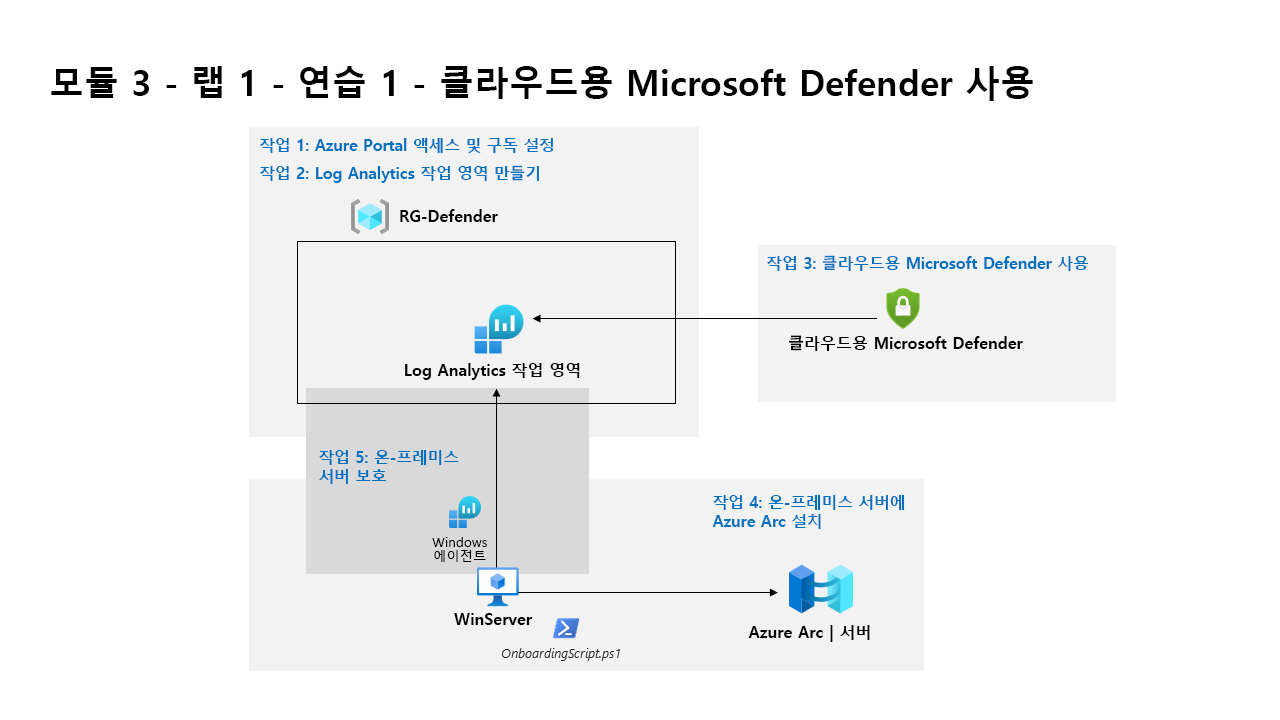 모듈 3 - 랩 1 - 연습 1 - 클라우드용 Microsoft Defender 사용
작업 1: Azure Portal 액세스 및 구독 설정
작업 2: Log Analytics 작업 영역 만들기
RG-Defender
작업 3: 클라우드용 Microsoft Defender 사용
클라우드용 Microsoft Defender
Log Analytics 작업 영역
작업 5: 온-프레미스
서버 보호
작업 4: 온-프레미스 서버에
Azure Arc 설치
Windows
에이전트
WinServer
Azure Arc | 서버
OnboardingScript.ps1